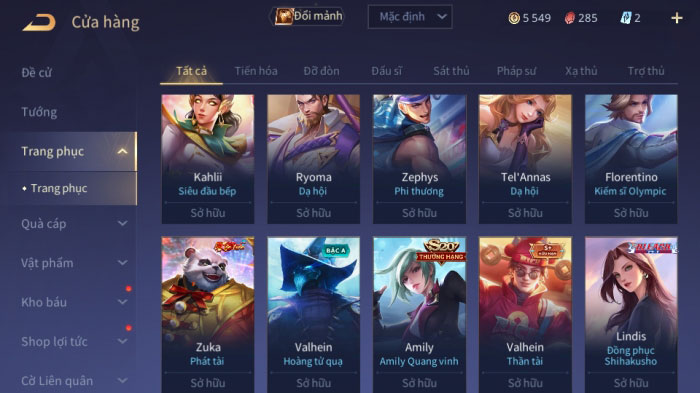 Cửa hàng
Đổi mảnh
Mặc định
5 549
285
2
Đề cử
Tướng
Trang phục
Trang phục
Quà cáp
Vật phẩm
Kho báu
Shop lợi tức
Cờ Liên quân
Tất cả Tiến hóa Đỡ đòn Đấu sĩ Sát thủ Pháp sư Xạ thủ Trợ thủ
Kahlii
Siêu đầu bếp
Sở hữu
Ryoma
Dạ hội
Sở hữu
Zephys
Phi thương
Sở hữu
Tel'Annas
Dạ hội
Sở hữu
Florentino
Kiếm sĩ Olympic
Sở hữu
Zuka
Phát tài
Sở hữu
BẬC A
Valhein
Hoàng tử quạ
Sở hữu
S20
THƯỞNG HẠNG
Amily
Amily Quang vinh
Sở hữu
S+
HỮU HẠN
Valhein
Thần tài
Sở hữu
BLEACH
Lindis
Đồng phục
Shihakusho
Sở hữu